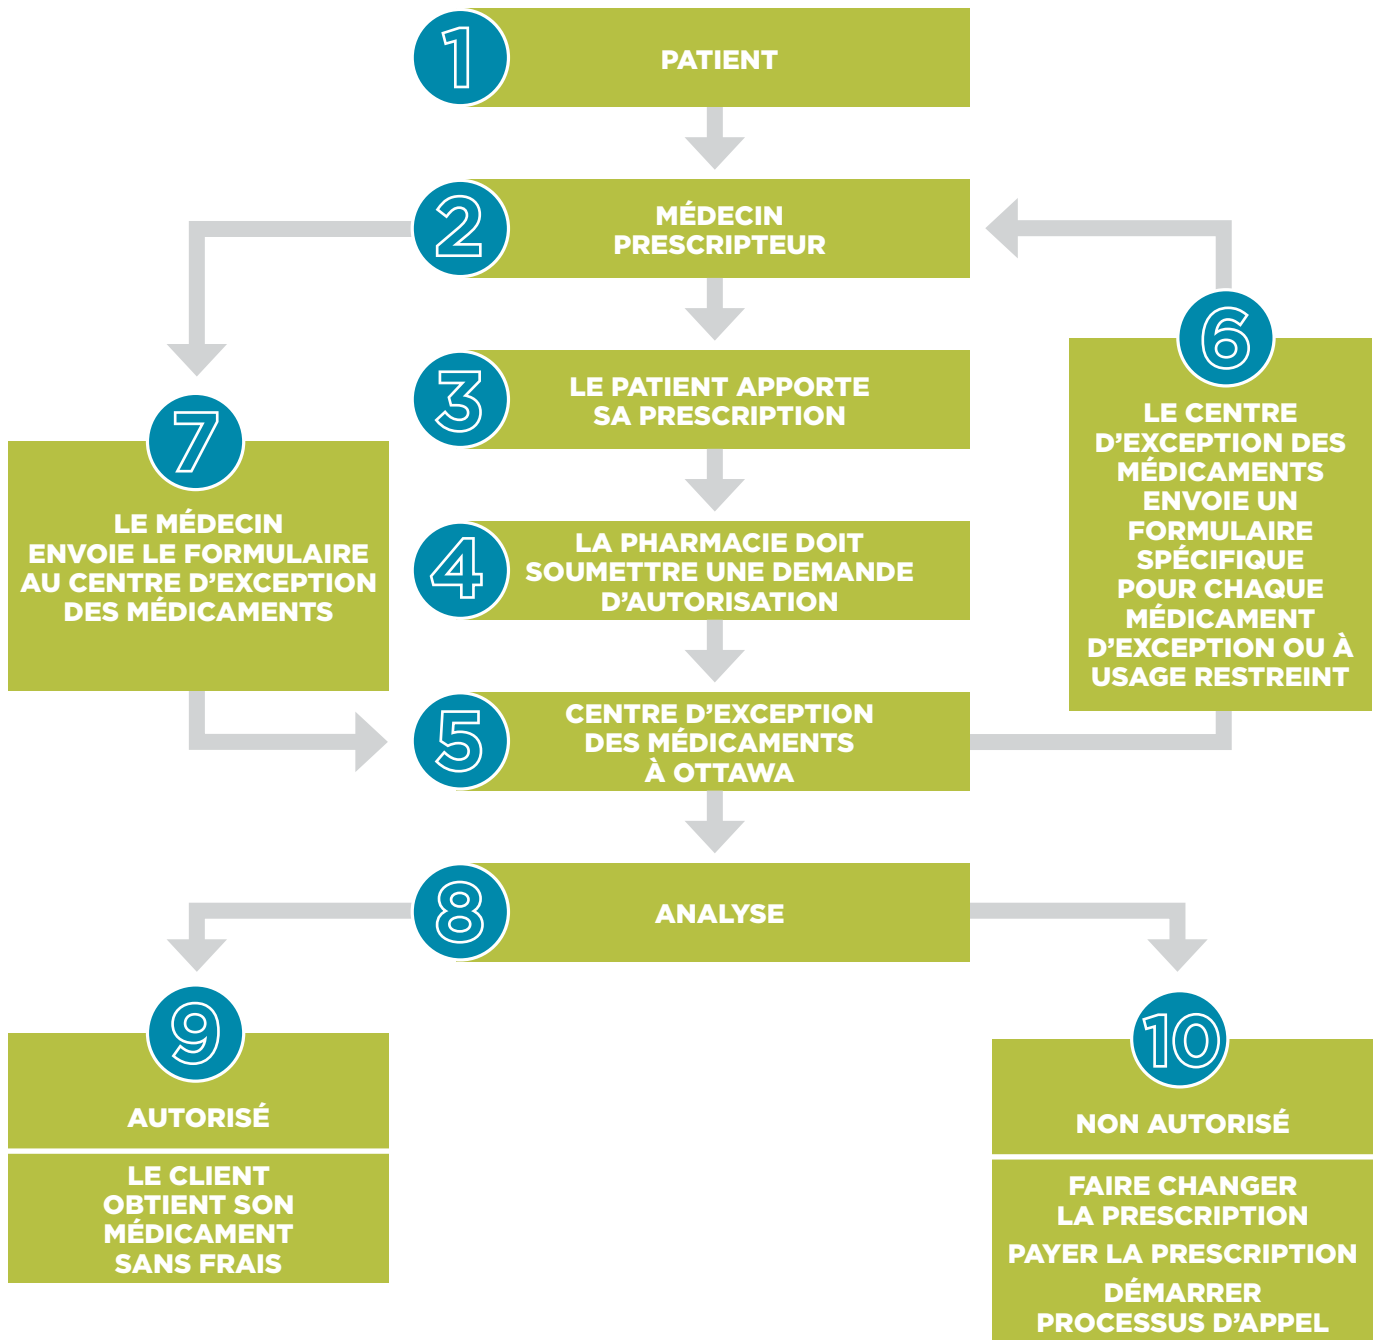 1
PATIENT
2
MÉDECIN
PRESCRIPTEUR
3
LE PATIENT APPORTE
SA PRESCRIPTION
4
LA PHARMACIE DOIT
SOUMETTRE UNE DEMANDE
D'AUTORISATION
5
CENTRE D'EXCEPTION
DES MÉDICAMENTS
À OTTAWA
6
LE CENTRE
D'EXCEPTION DES
MÉDICAMENTS
ENVOIE UN
FORMULAIRE
SPÉCIFIQUE
POUR CHAQUE
MÉDICAMENT
D'EXCEPTION OU À
USAGE RESTREINT
7
LE MÉDECIN
ENVOIE LE FORMULAIRE
AU CENTRE D'EXCEPTION
DES MÉDICAMENTS
8
ANALYSE
9
AUTORISÉ
LE CLIENT
OBTIENT SON
MÉDICAMENT
SANS FRAIS
10
NON AUTORISÉ
FAIRE CHANGER
LA PRESCRIPTION
PAYER LA PRESCRIPTION
DÉMARRER
PROCESSUS D'APPEL